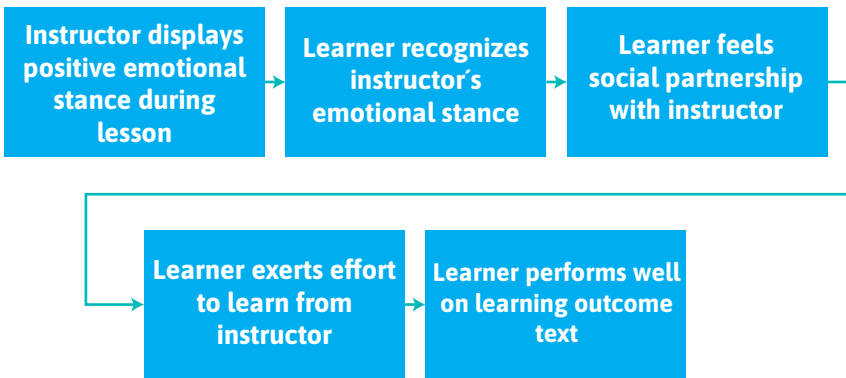 Instructor displays
positive emotional
stance during
lesson
Learner recognizes
instructor´s
emotional stance
Learner feels
social partnership
with instructor
Learner exerts effort
to learn from
instructor
Learner performs well
on learning outcome
text